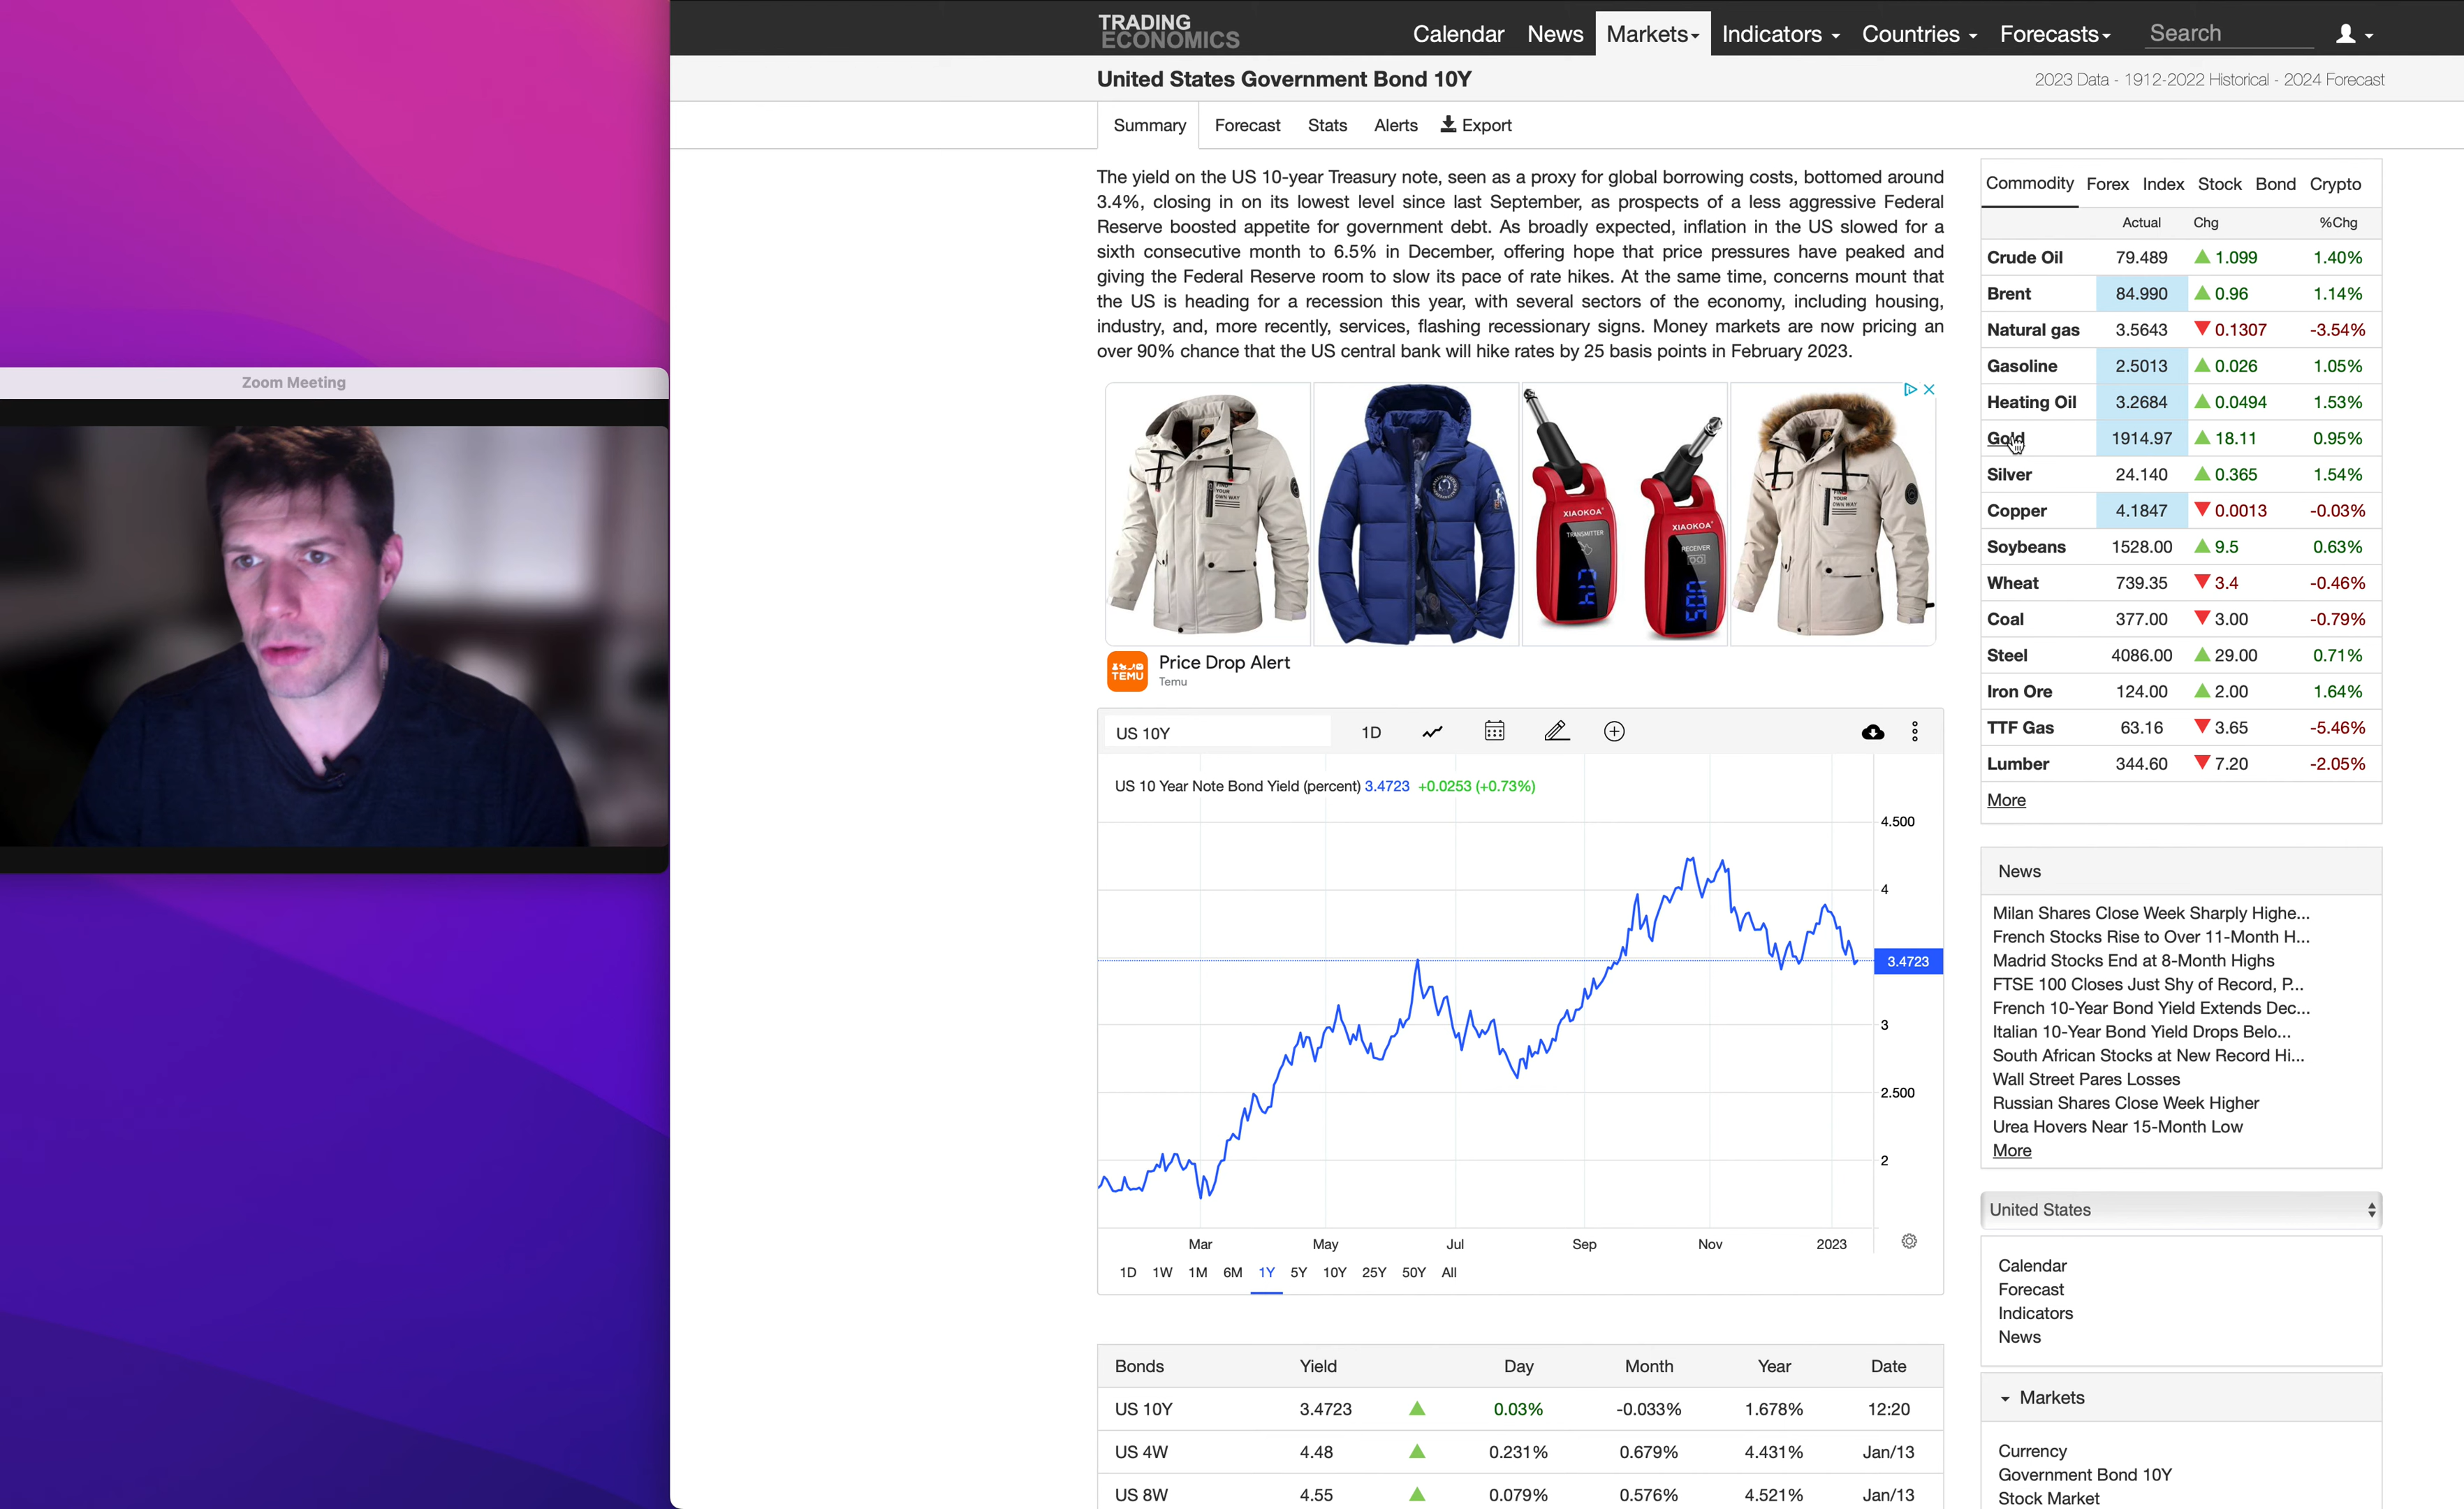 TRADING
ECONOMICS
Calendar News Markets Indicators Countries Forecasts Search
United States Government Bond 10Y
2023 Data - 1912-2022 Historical - 2024 Forecast
Summary Forecast Stats Alerts Export
The yield on the US 10-year Treasury note, seen as a proxy for global borrowing costs, bottomed around
3.4%, closing in on its lowest level since last September, as prospects of a less aggressive Federal
Reserve boosted appetite for government debt. As broadly expected, inflation in the US slowed for a
sixth consecutive month to 6.5% in December, offering hope that price pressures have peaked and
giving the Federal Reserve room to slow its pace of rate hikes. At the same time, concerns mount that
the US is heading for a recession this year, with several sectors of the economy, including housing,
industry, and, more recently, services, flashing recessionary signs. Money markets are now pricing an
over 90% chance that the US central bank will hike rates by 25 basis points in February 2023.
Zoom Meeting
YOUR
OWN WAY
XIAOKOA
TRANSMITTER
XIAOKOA
RECEIVER
YOUR
OWN WAY
TEMU
Price Drop Alert
Temu
US 10Y 1D
US 10 Year Note Bond Yield (percent) 3.4723 +0.0253 (+0.73%)
4.500
4
3.4723
3
2.500
2
Mar May Jul Sep Nov 2023
1D 1W 1M 6M 1Y 5Y 10Y 25Y 50Y All
Bonds Yield Day Month Year Date
US 10Y 3.4723 0.03% -0.033% 1.678% 12:20
US 4W 4.48 0.231% 0.679% 4.431% Jan/13
US 8W 4.55 0.079% 0.576% 4.521% Jan/13
Commodity Forex Index Stock Bond Crypto
Actual Chg %Chg
Crude Oil 79.489 1.099 1.40%
Brent 84.990 0.96 1.14%
Natural gas 3.5643 0.1307 -3.54%
Gasoline 2.5013 0.026 1.05%
Heating Oil 3.2684 0.0494 1.53%
Gold 1914.97 18.11 0.95%
Silver 24.140 0.365 1.54%
Copper 4.1847 0.0013 -0.03%
Soybeans 1528.00 9.5 0.63%
Wheat 739.35 3.4 -0.46%
Coal 377.00 3.00 -0.79%
Steel 4086.00 29.00 0.71%
Iron Ore 124.00 2.00 1.64%
TTF Gas 63.16 3.65 -5.46%
Lumber 344.60 7.20 -2.05%
More
News
Milan Shares Close Week Sharply Highe...
French Stocks Rise to Over 11-Month H...
Madrid Stocks End at 8-Month Highs
FTSE 100 Closes Just Shy of Record, P...
French 10-Year Bond Yield Extends Dec...
Italian 10-Year Bond Yield Drops Belo...
South African Stocks at New Record Hi...
Wall Street Pares Losses
Russian Shares Close Week Higher
Urea Hovers Near 15-Month Low
More
United States
Calendar
Forecast
Indicators
News
Markets
Currency
Government Bond 10Y
Stock Market